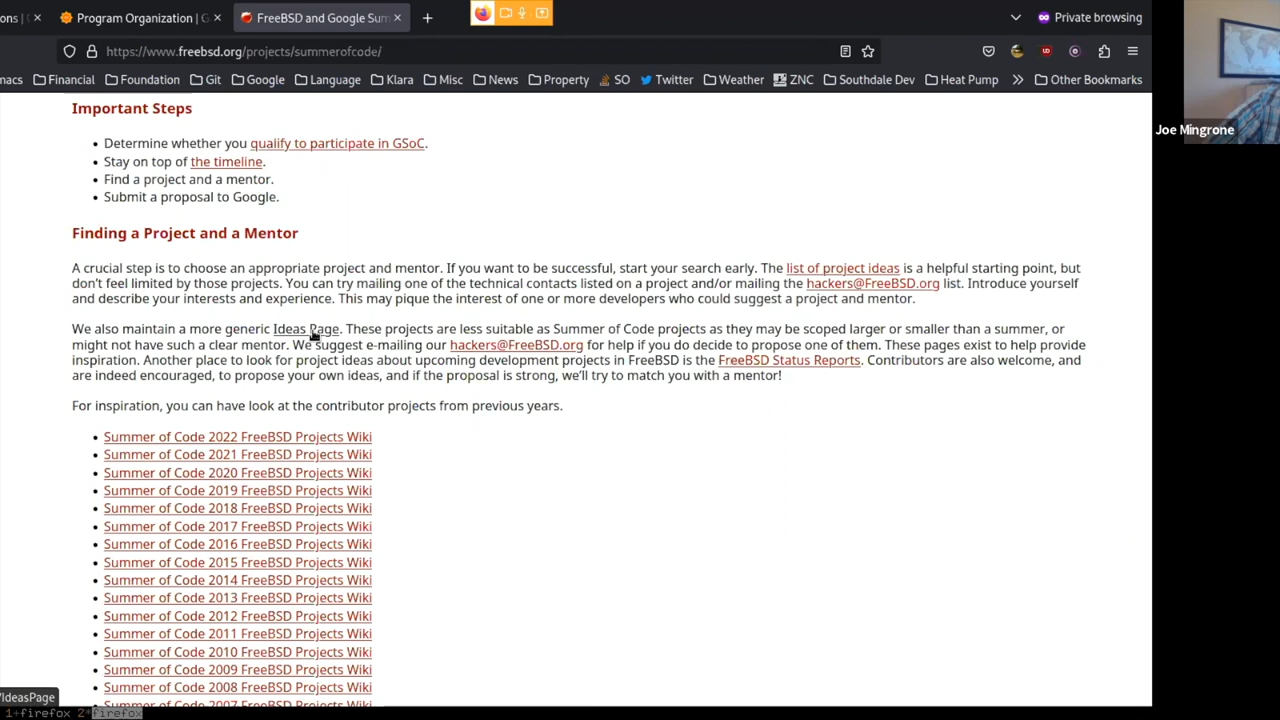 ons | G
Program Organization | G
FreeBSD and Google Sum
Private browsing
https://www.freebsd.org/projects/summerofcode/
macs
Financial
Foundation
Git
Google
Language
Klara
Misc
News
Property
SO
Twitter
Weather
ZNC
Southdale Dev
Heat Pump
Other Bookmarks
Joe Mingrone
Important Steps
Determine whether you qualify to participate in GSoC.
Stay on top of the timeline.
Find a project and a mentor.
Submit a proposal to Google.
Finding a Project and a Mentor
A crucial step is to choose an appropriate project and mentor. If you want to be successful, start your search early. The list of project ideas is a helpful starting point, but
don't feel limited by those projects. You can try mailing one of the technical contacts listed on a project and/or mailing the hackers@FreeBSD.org list. Introduce yourself
and describe your interests and experience. This may pique the interest of one or more developers who could suggest a project and mentor.
We also maintain a more generic Ideas Page. These projects are less suitable as Summer of Code projects as they may be scoped larger or smaller than a summer, or
might not have such a clear mentor. We suggest e-mailing our hackers@FreeBSD.org for help if you do decide to propose one of them. These pages exist to help provide
inspiration. Another place to look for project ideas about upcoming development projects in FreeBSD is the FreeBSD Status Reports. Contributors are also welcome, and
are indeed encouraged, to propose your own ideas, and if the proposal is strong, we'll try to match you with a mentor!
For inspiration, you can have look at the contributor projects from previous years.
Summer of Code 2022 FreeBSD Projects Wiki
Summer of Code 2021 FreeBSD Projects Wiki
Summer of Code 2020 FreeBSD Projects Wiki
Summer of Code 2019 FreeBSD Projects Wiki
Summer of Code 2018 FreeBSD Projects Wiki
Summer of Code 2017 FreeBSD Projects Wiki
Summer of Code 2016 FreeBSD Projects Wiki
Summer of Code 2015 FreeBSD Projects Wiki
Summer of Code 2014 FreeBSD Projects Wiki
Summer of Code 2013 FreeBSD Projects Wiki
Summer of Code 2012 FreeBSD Projects Wiki
Summer of Code 2011 FreeBSD Projects Wiki
Summer of Code 2010 FreeBSD Projects Wiki
Summer of Code 2009 FreeBSD Projects Wiki
Summer of Code 2008 FreeBSD Projects Wiki
Summer of Code 2007 FreeBSD Projects Wiki
/IdeasPage
1+firefox 2*firefox